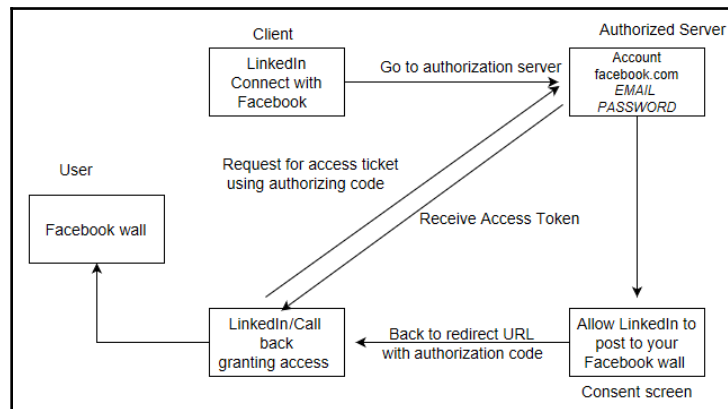 Client
Authorized Server
LinkedIn
Connect with
Facebook
Go to authorization server
Account
facebook.com
EMAIL
PASSWORD
Request for access ticket
using authorizing code
User
Facebook wall
Receive Access Token
LinkedIn/Call
back
granting access
Back to redirect URL
with authorization code
Allow LinkedIn to
post to your
Facebook wall
Consent screen